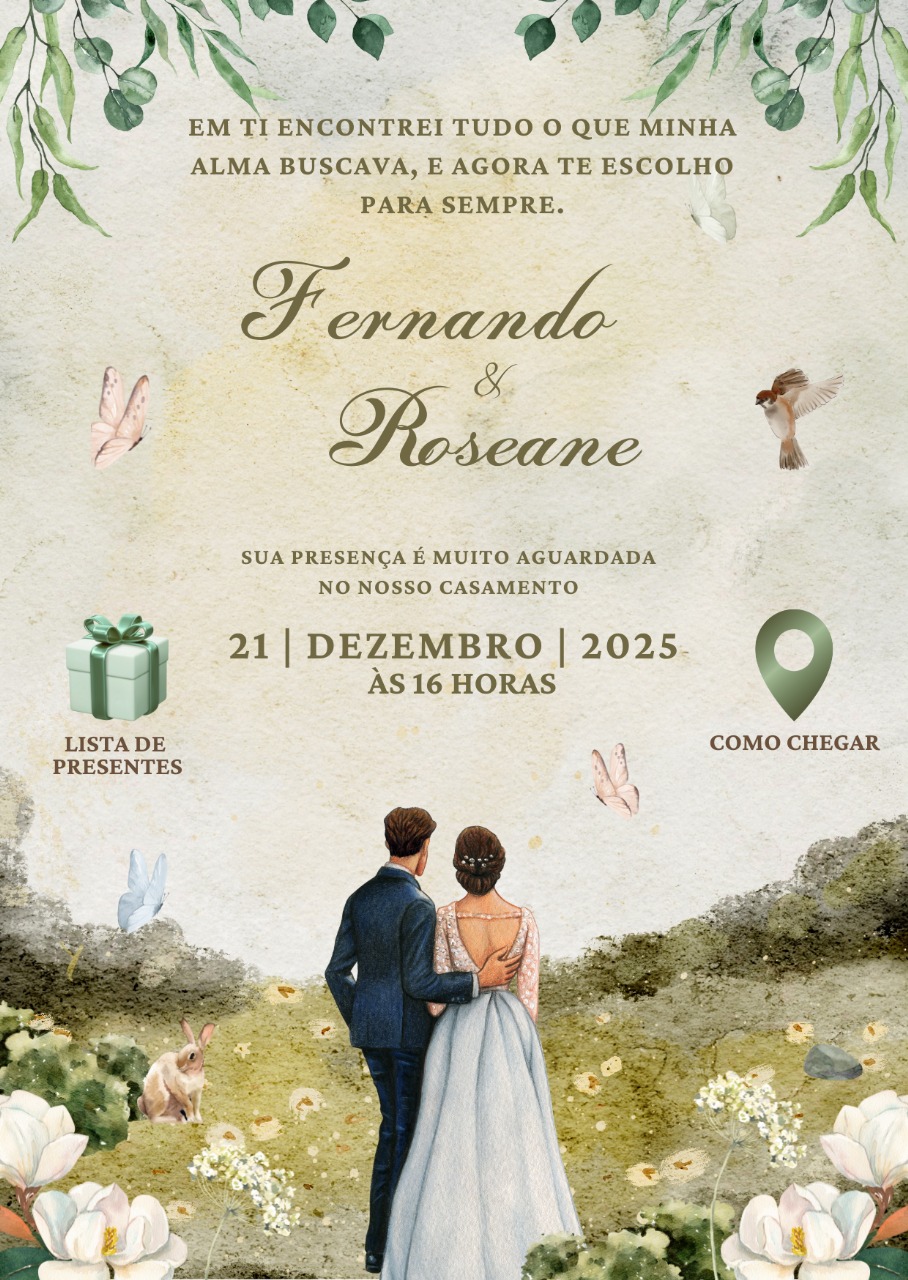 EM TI ENCONTREI TUDO O QUE MINHA
ALMA BUSCAVA, E AGORA TE ESCOLHO
PARA SEMPRE.
Fernando
&
Roseane
SUA PRESENÇA É MUITO AGUARDADA
NO NOSSO CASAMENTO
21 | DEZEMBRO | 2025
ÀS 16 HORAS
LISTA DE
PRESENTES
COMO CHEGAR